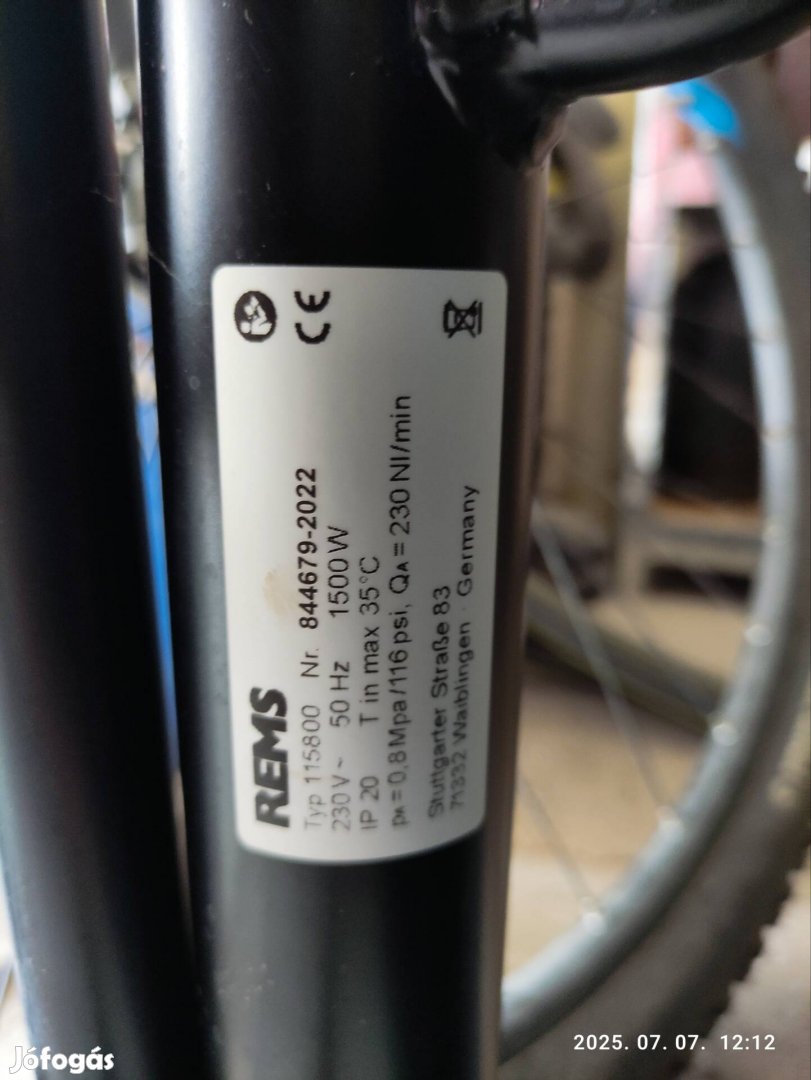 REMS
Typ 115800 Nr. 844679-2022
230 V ~ 50 Hz 1500 W
IP 20 T in max 35°C
pA = 0,8 Mpa/116 psi, QA = 230 Nl/min
Stuttgarter Straße 83
71332 Waiblingen · Germany
CE
2025. 07. 07. 12:12
Jófogás